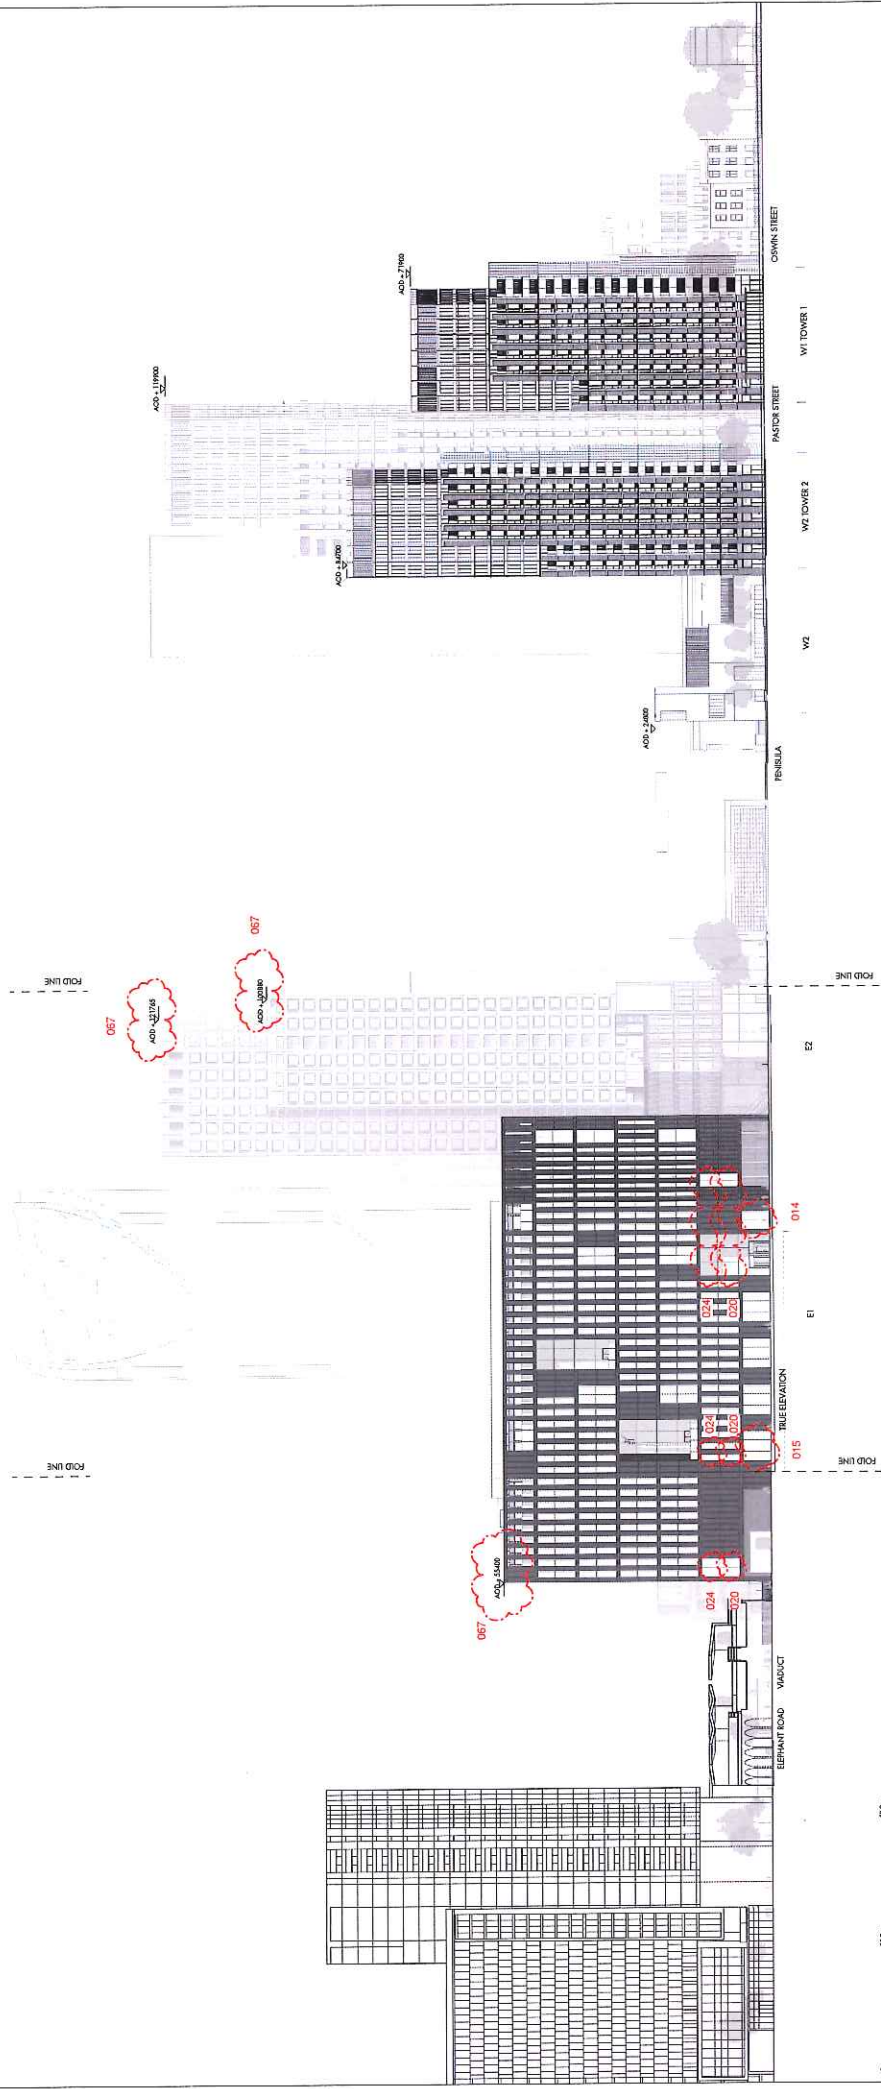 FOLD LINE
FOLD LINE
067
AOD + 121765
067
AOD + 100880
AOD + 119900
AOD + 84700
AOD + 71900
067
AOD + 55400
AOD + 24000
024
020
024
020
024
020
015
014
FOLD LINE
FOLD LINE
ELEPHANT ROAD
VIADUCT
TRUE ELEVATION
PENISULA
PASTOR STREET
OSWIN STREET
E1
E2
W2
W2 TOWER 2
W1 TOWER 1